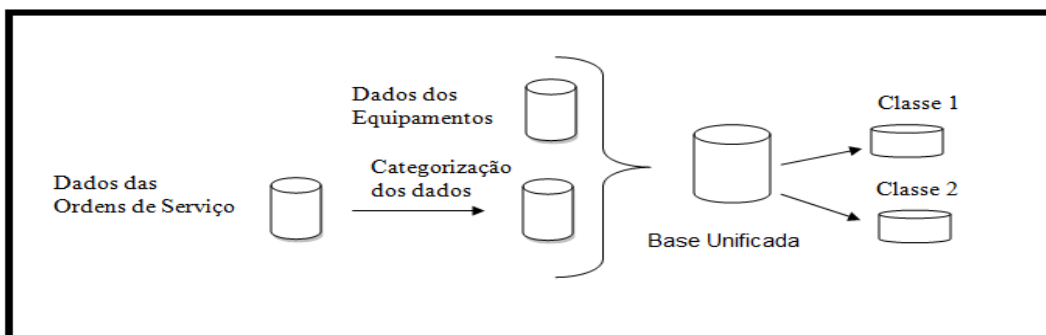 Dados das
Ordens de Serviço
Dados dos
Equipamentos
Categorização
dos dados
Base Unificada
Classe 1
Classe 2